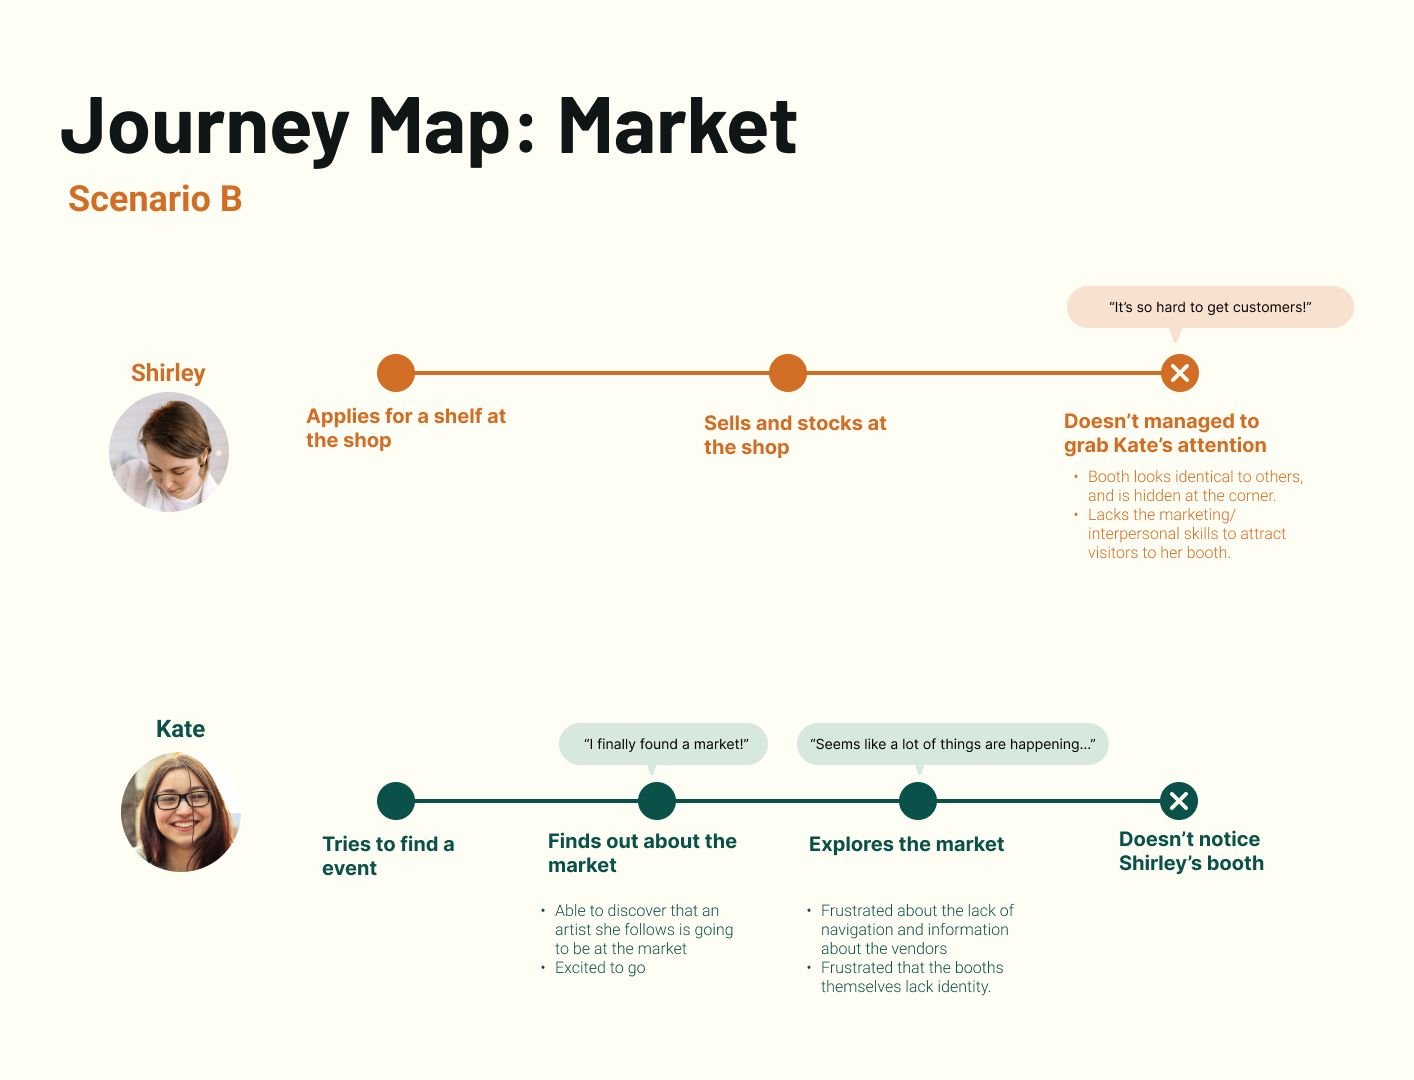 Journey Map: Market
Scenario B
“It’s so hard to get customers!”
Shirley
Applies for a shelf at
the shop
Sells and stocks at
the shop
Doesn’t managed to
grab Kate’s attention
• Booth looks identical to others,
and is hidden at the corner.
• Lacks the marketing/
interpersonal skills to attract
visitors to her booth.
Kate
“I finally found a market!”
“Seems like a lot of things are happening...”
Tries to find a
event
Finds out about the
market
Explores the market
Doesn’t notice
Shirley’s booth
• Able to discover that an
artist she follows is going
to be at the market
• Excited to go
• Frustrated about the lack of
navigation and information
about the vendors
• Frustrated that the booths
themselves lack identity.